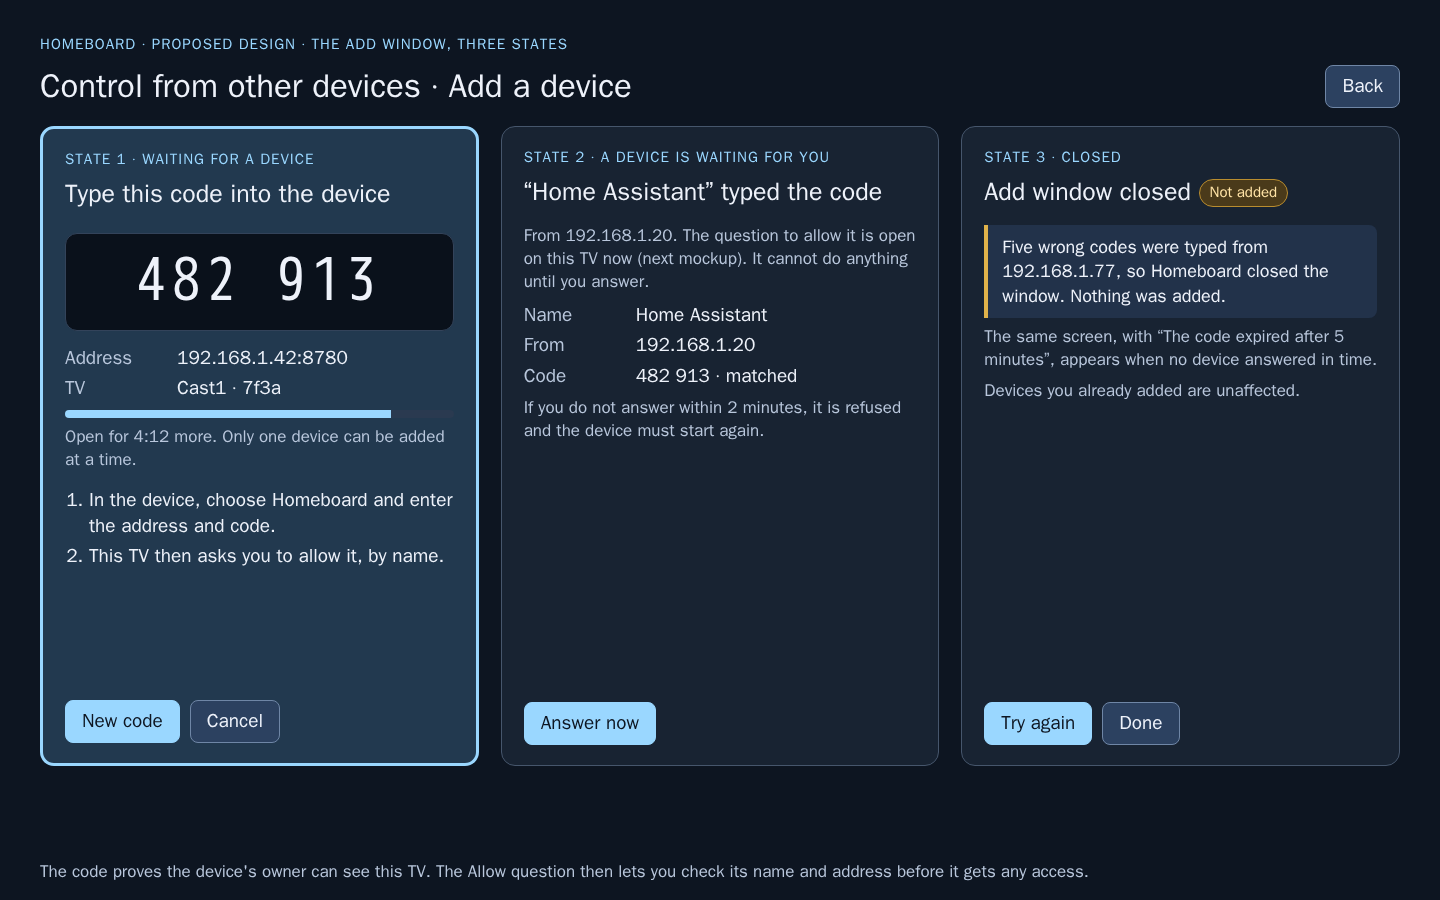 HOMEBOARD · PROPOSED DESIGN · THE ADD WINDOW, THREE STATES
Control from other devices · Add a device
Back
STATE 1 · WAITING FOR A DEVICE
Type this code into the device
482 913
Address 192.168.1.42:8780
TV Cast1 · 7f3a
Open for 4:12 more. Only one device can be added
at a time.
1. In the device, choose Homeboard and enter
the address and code.
2. This TV then asks you to allow it, by name.
New code Cancel
STATE 2 · A DEVICE IS WAITING FOR YOU
“Home Assistant” typed the code
From 192.168.1.20. The question to allow it is open
on this TV now (next mockup). It cannot do anything
until you answer.
Name Home Assistant
From 192.168.1.20
Code 482 913 · matched
If you do not answer within 2 minutes, it is refused
and the device must start again.
Answer now
STATE 3 · CLOSED
Add window closed Not added
Five wrong codes were typed from
192.168.1.77, so Homeboard closed the
window. Nothing was added.
The same screen, with “The code expired after 5
minutes”, appears when no device answered in time.
Devices you already added are unaffected.
Try again Done
The code proves the device's owner can see this TV. The Allow question then lets you check its name and address before it gets any access.